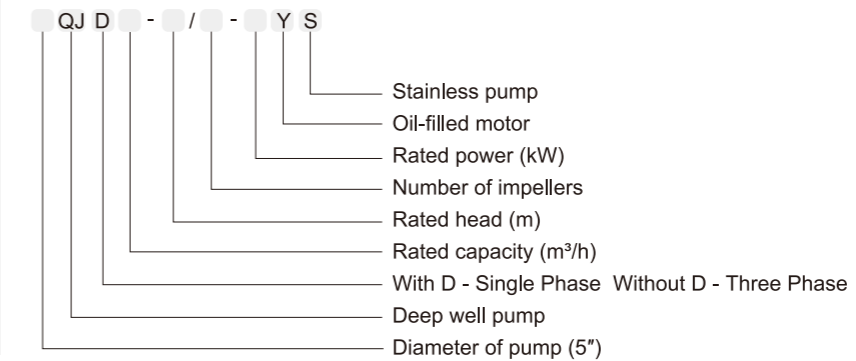 QJ D - / - Y S
Stainless pump
Oil-filled motor
Rated power (kW)
Number of impellers
Rated head (m)
Rated capacity (m³/h)
With D - Single Phase Without D - Three Phase
Deep well pump
Diameter of pump (5″)